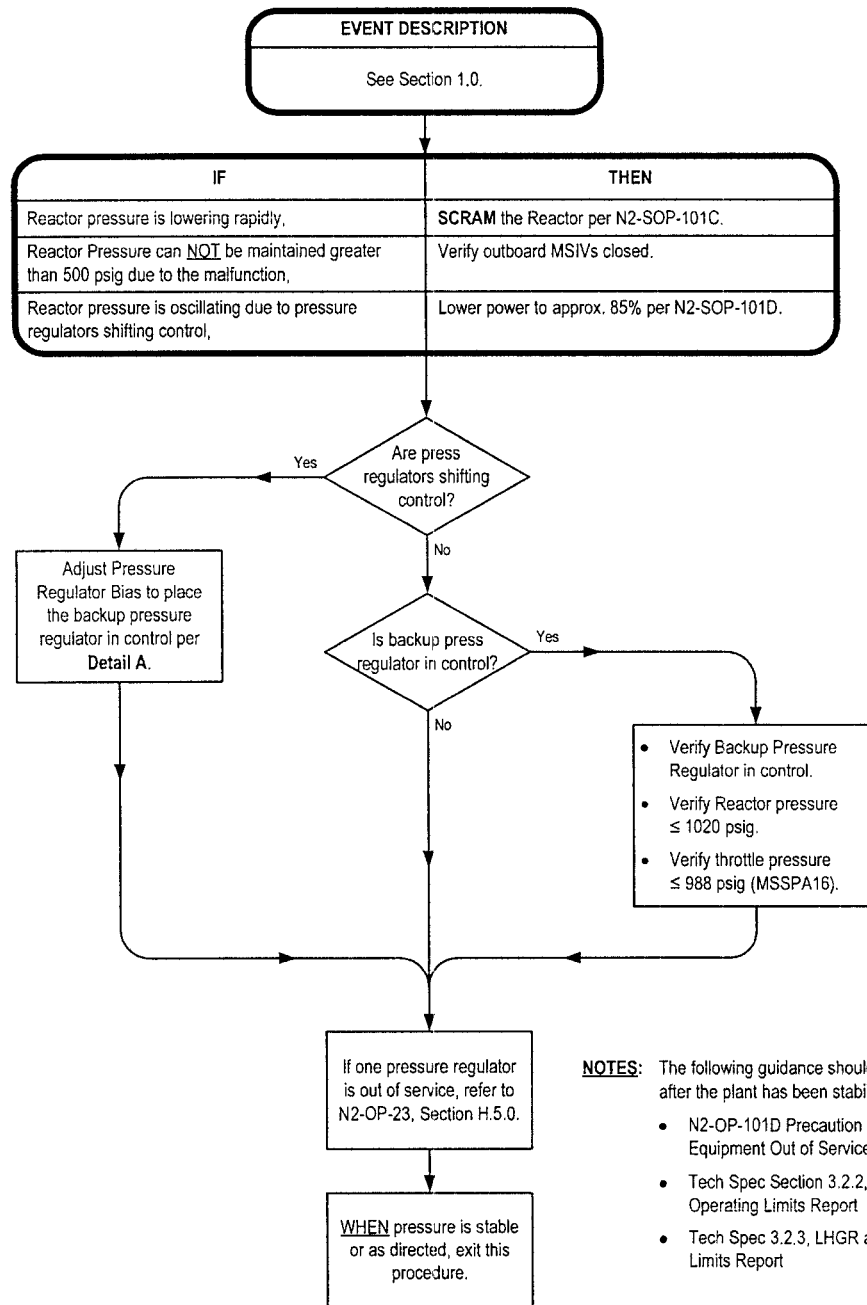 EVENT DESCRIPTION
See Section 1.0.
IF
THEN
Reactor pressure is lowering rapidly,
SCRAM the Reactor per N2-SOP-101C.
Reactor Pressure can NOT be maintained greater
than 500 psig due to the malfunction,
Verify outboard MSIVs closed.
Reactor pressure is oscillating due to pressure
regulators shifting control,
Lower power to approx. 85% per N2-SOP-101D.
Are press
regulators shifting
control?
Yes
No
Adjust Pressure
Regulator Bias to place
the backup pressure
regulator in control per
Detail A.
Is backup press
regulator in control?
Yes
No
• Verify Backup Pressure
Regulator in control.
• Verify Reactor pressure
≤ 1020 psig.
• Verify throttle pressure
≤ 988 psig (MSSPA16).
If one pressure regulator
is out of service, refer to
N2-OP-23, Section H.5.0.
WHEN pressure is stable
or as directed, exit this
procedure.
NOTES: The following guidance
after the plant has been
• N2-OP-101D Precaution
Equipment Out of Service
• Tech Spec Section 3.2.2,
Operating Limits Report
• Tech Spec 3.2.3, LHGR
Limits Report